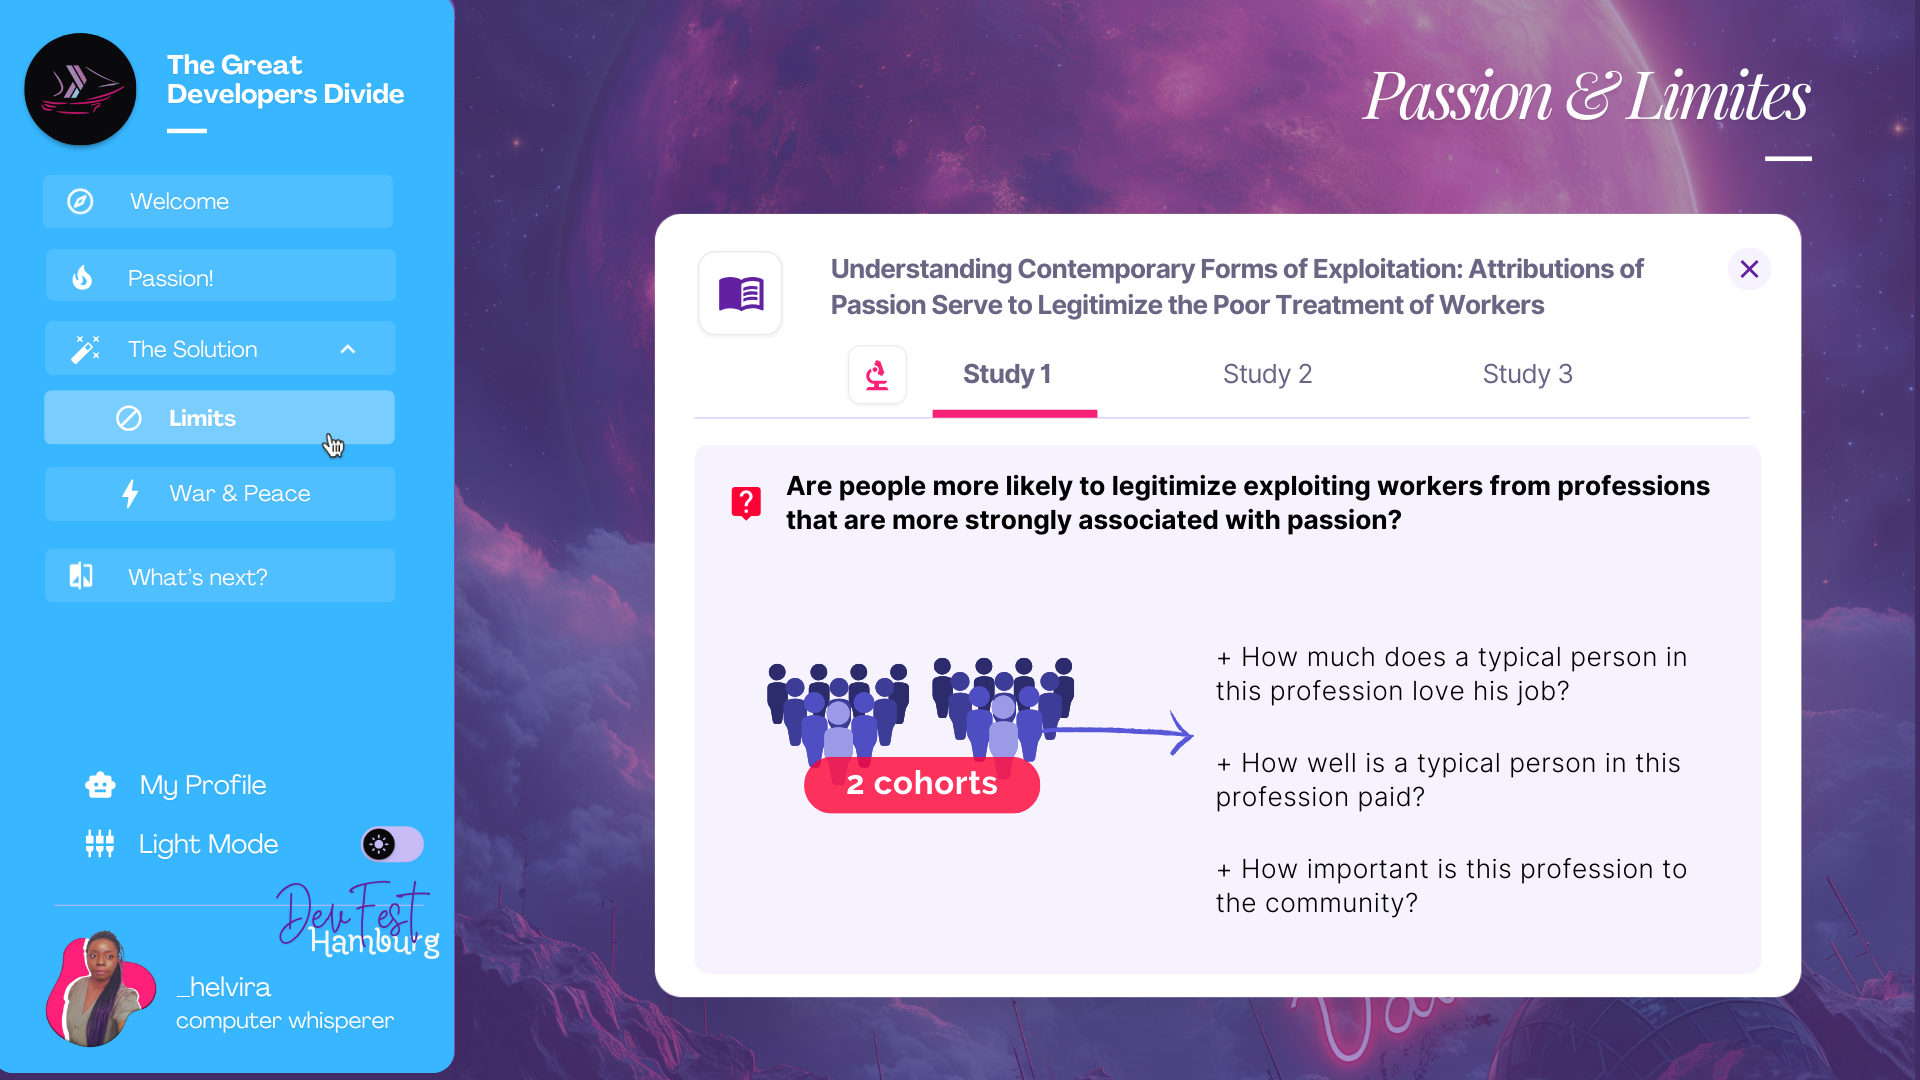 The Great
Developers Divide
Welcome
Passion!
The Solution
Limits
War & Peace
What's next?
My Profile
Light Mode
DevFest
Hamburg
_helvira
computer whisperer
Passion & Limites
Understanding Contemporary Forms of Exploitation: Attributions of
Passion Serve to Legitimize the Poor Treatment of Workers
Study 1
Study 2
Study 3
?
Are people more likely to legitimize exploiting workers from professions
that are more strongly associated with passion?
2 cohorts
+ How much does a typical person in
this profession love his job?
+ How well is a typical person in this
profession paid?
+ How important is this profession to
the community?